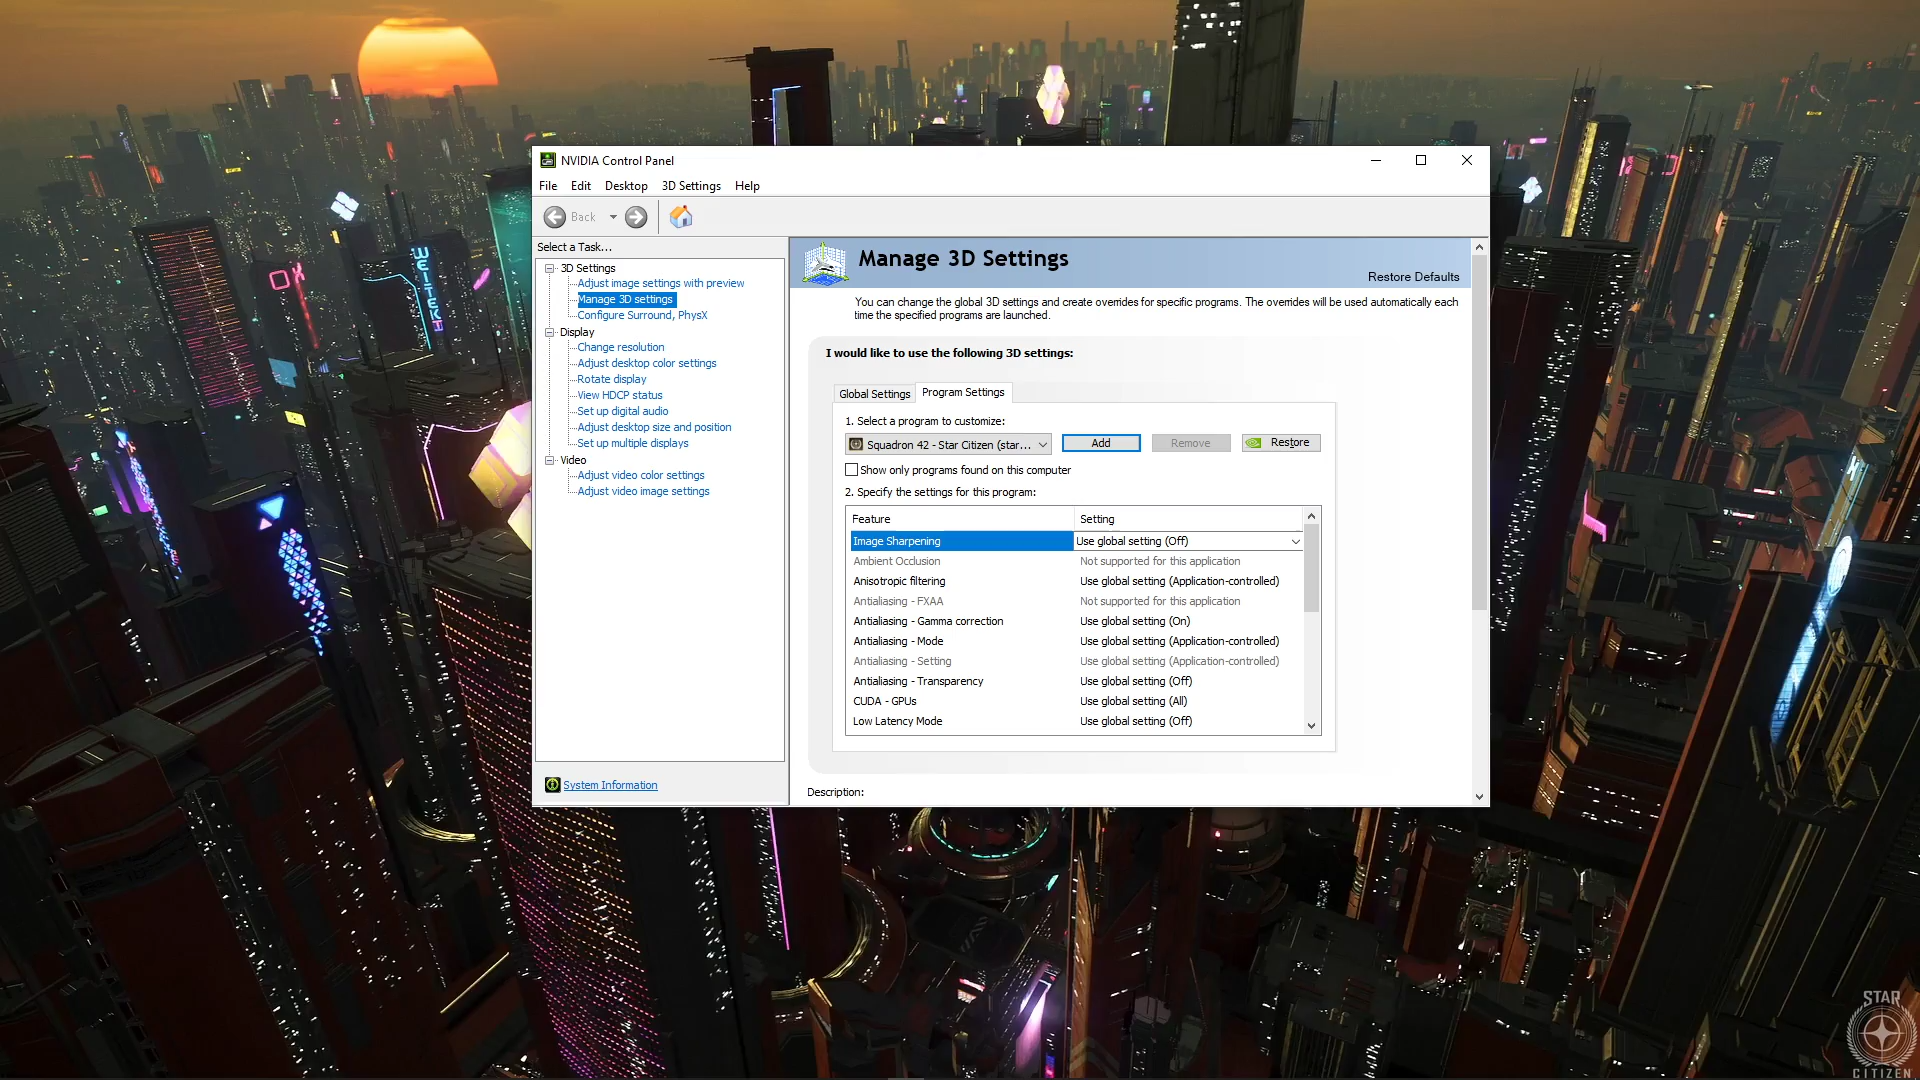 NVIDIA Control Panel
File Edit Desktop 3D Settings Help
Back
Select a Task...
3D Settings
Adjust image settings with preview
Manage 3D settings
Configure Surround, PhysX
Display
Change resolution
Adjust desktop color settings
Rotate display
View HDCP status
Set up digital audio
Adjust desktop size and position
Set up multiple displays
Video
Adjust video color settings
Adjust video image settings
System Information
Manage 3D Settings
Restore Defaults
You can change the global 3D settings and create overrides for specific programs. The overrides will be used automatically each
time the specified programs are launched.
I would like to use the following 3D settings:
Global Settings Program Settings
1. Select a program to customize:
Squadron 42 - Star Citizen (star... Add Remove Restore
Show only programs found on this computer
2. Specify the settings for this program:
Feature Setting
Image Sharpening Use global setting (Off)
Ambient Occlusion Not supported for this application
Anisotropic filtering Use global setting (Application-controlled)
Antialiasing - FXAA Not supported for this application
Antialiasing - Gamma correction Use global setting (On)
Antialiasing - Mode Use global setting (Application-controlled)
Antialiasing - Setting Use global setting (Application-controlled)
Antialiasing - Transparency Use global setting (Off)
CUDA - GPUs Use global setting (All)
Low Latency Mode Use global setting (Off)
Description:
WEITEKT
STAR
CITIZEN